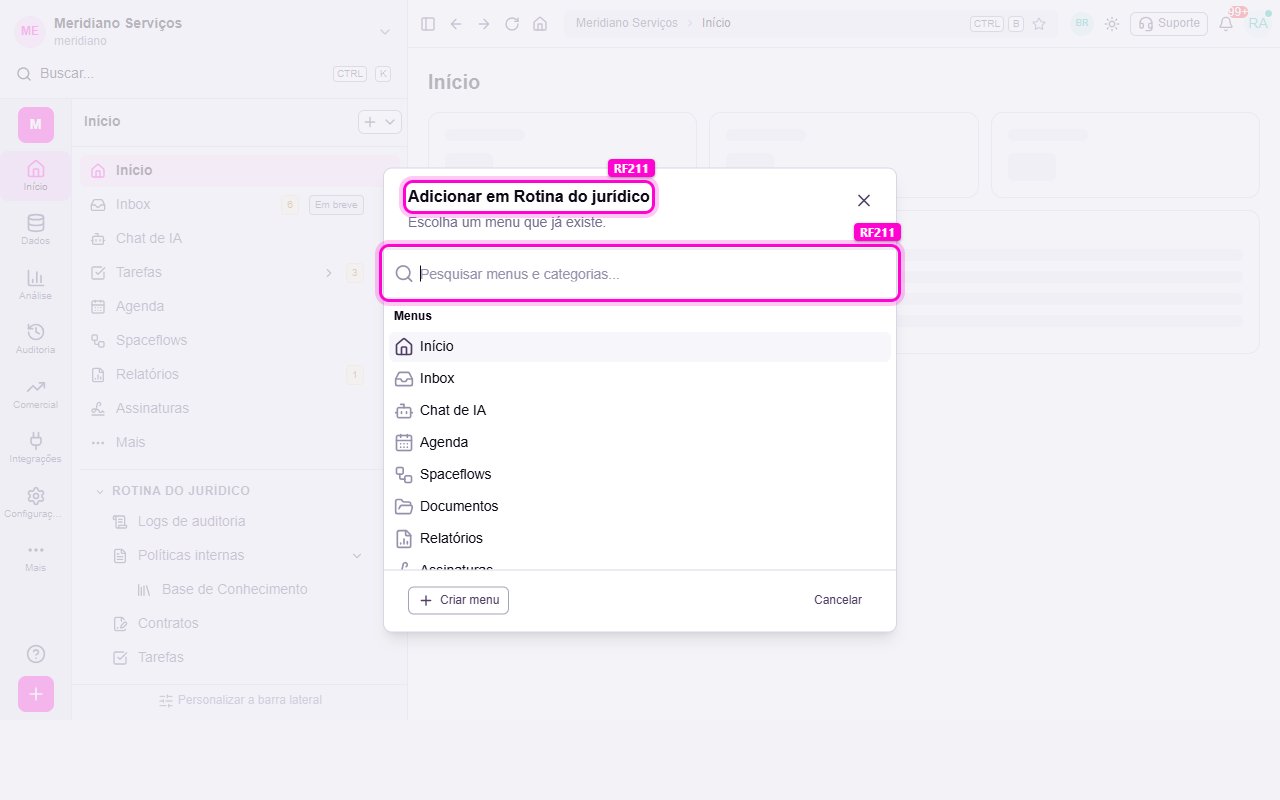 ME
Meridiano Serviços
meridiano
Buscar...
CTRL
K
Meridiano Serviços
Início
CTRL
B
BR
Suporte
99+
RA
M
Início
Dados
Análise
Auditoria
Comercial
Integrações
Configuraç...
Mais
Início
Início
Inbox
6
Em breve
Chat de IA
Tarefas
3
Agenda
Spaceflows
Relatórios
1
Assinaturas
Mais
ROTINA DO JURÍDICO
Logs de auditoria
Políticas internas
Base de Conhecimento
Contratos
Tarefas
Personalizar a barra lateral
Início
RF211
Adicionar em Rotina do jurídico
Escolha um menu que já existe.
RF211
Pesquisar menus e categorias...
Menus
Início
Inbox
Chat de IA
Agenda
Spaceflows
Documentos
Relatórios
Assinaturas
Criar menu
Cancelar